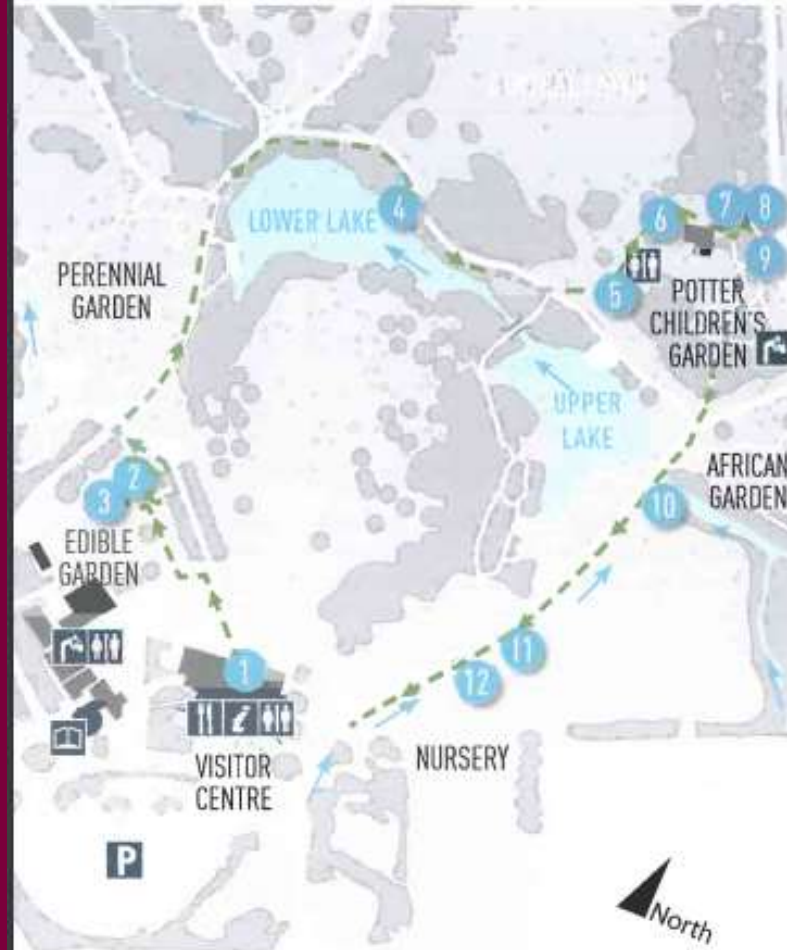 LOWER LAKE
4
6
7
8
9
5
PERENNIAL
GARDEN
POTTER
CHILDREN'S
GARDEN
UPPER
LAKE
AFRICAN
GARDEN
2
3
10
EDIBLE
GARDEN
1
11
12
VISITOR
CENTRE
NURSERY
P
North